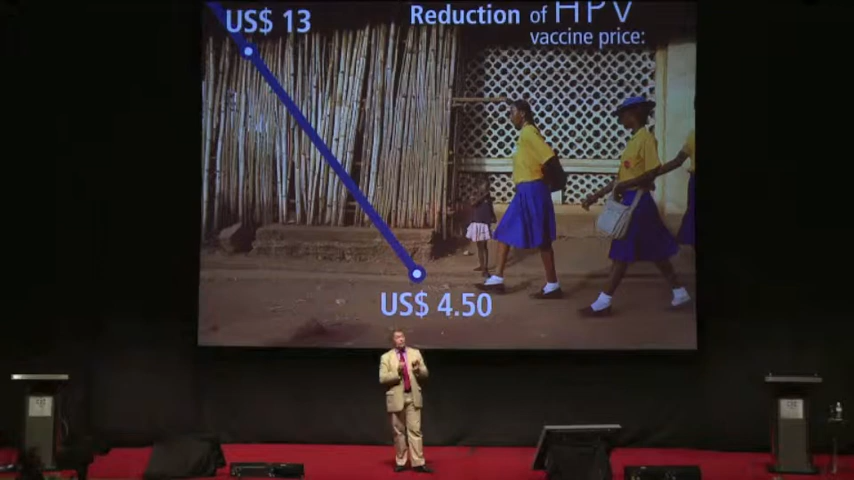 US$ 13
Reduction of HPV
vaccine price:
US$ 4.50